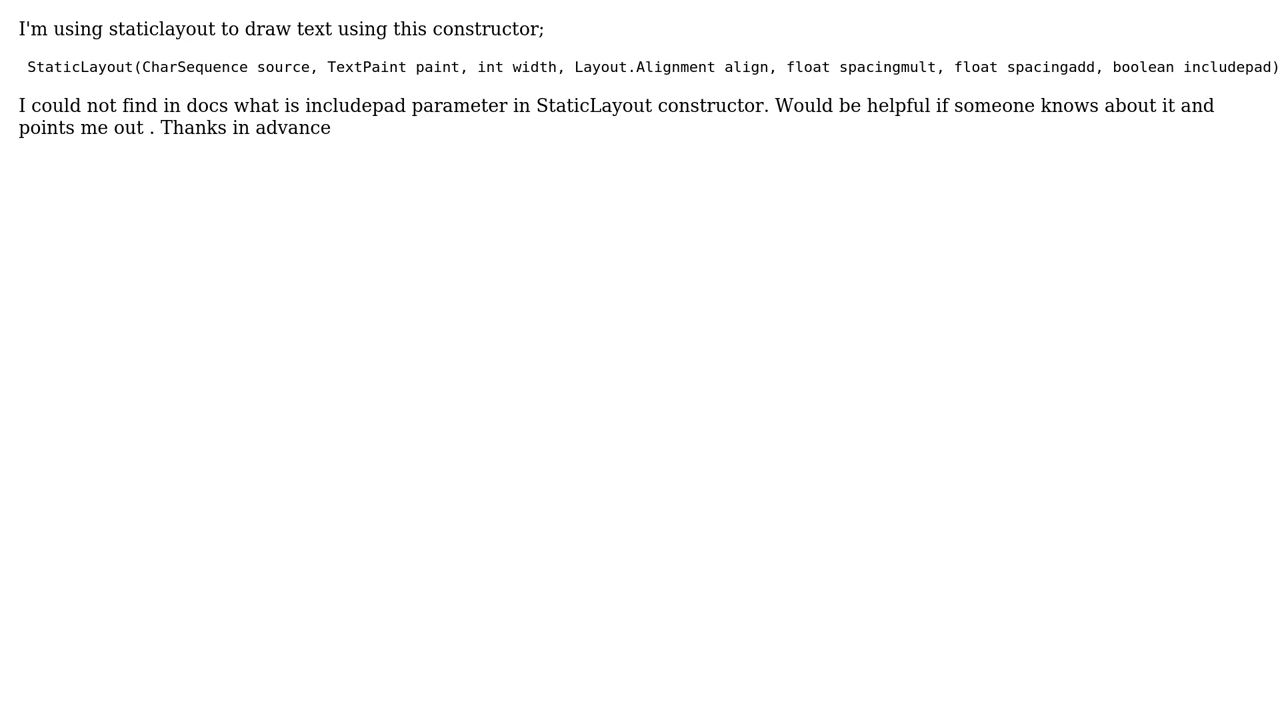 I'm using staticlayout to draw text using this constructor;
StaticLayout(CharSequence source, TextPaint paint, int width, Layout.Alignment align, float spacingmult, float spacingadd, boolean includepad)
I could not find in docs what is includepad parameter in StaticLayout constructor. Would be helpful if someone knows about it and
points me out . Thanks in advance